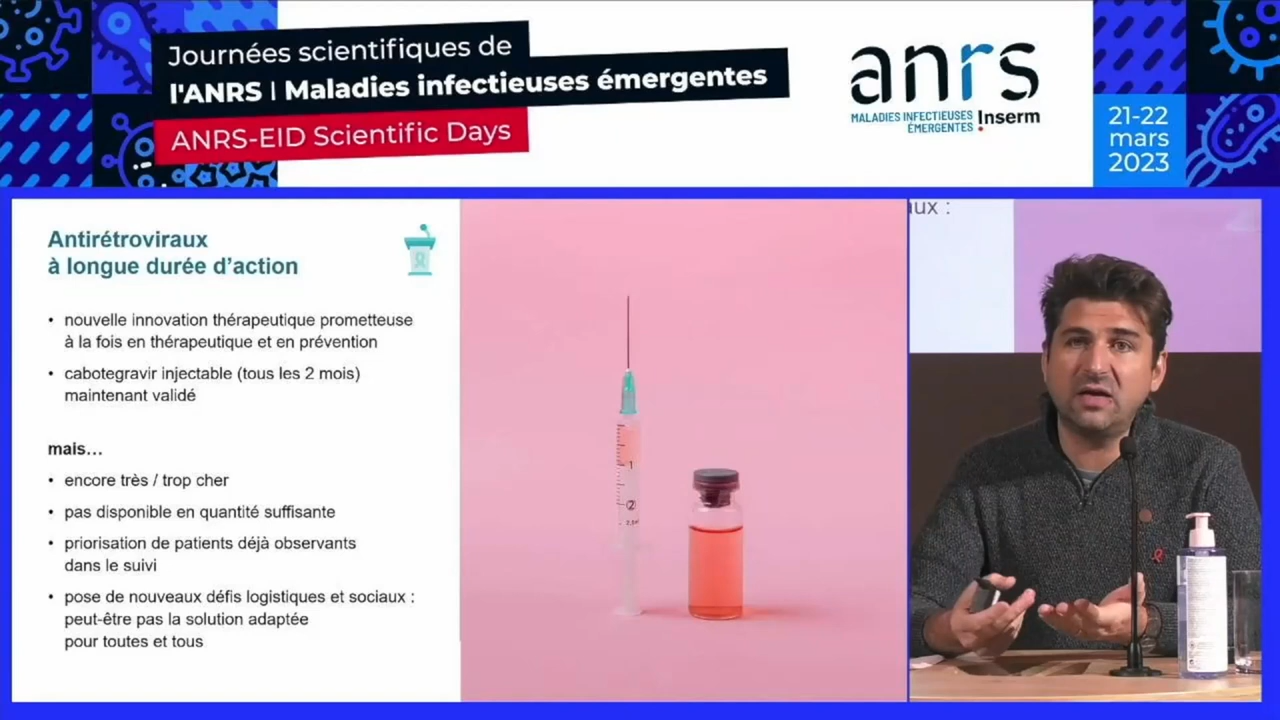 Journées scientifiques de
l'ANRS | Maladies infectieuses émergentes
ANRS-EID Scientific Days
anrs
MALADIES INFECTIEUSES
ÉMERGENTES
Inserm
21-22
mars
2023
Antirétroviraux
à longue durée d'action
• nouvelle innovation thérapeutique prometteuse
à la fois en thérapeutique et en prévention
• cabotegravir injectable (tous les 2 mois)
maintenant validé
mais…
• encore très / trop cher
• pas disponible en quantité suffisante
• priorisation de patients déjà observants
dans le suivi
• pose de nouveaux défis logistiques et sociaux :
peut-être pas la solution adaptée
pour toutes et tous
1
2
ux :